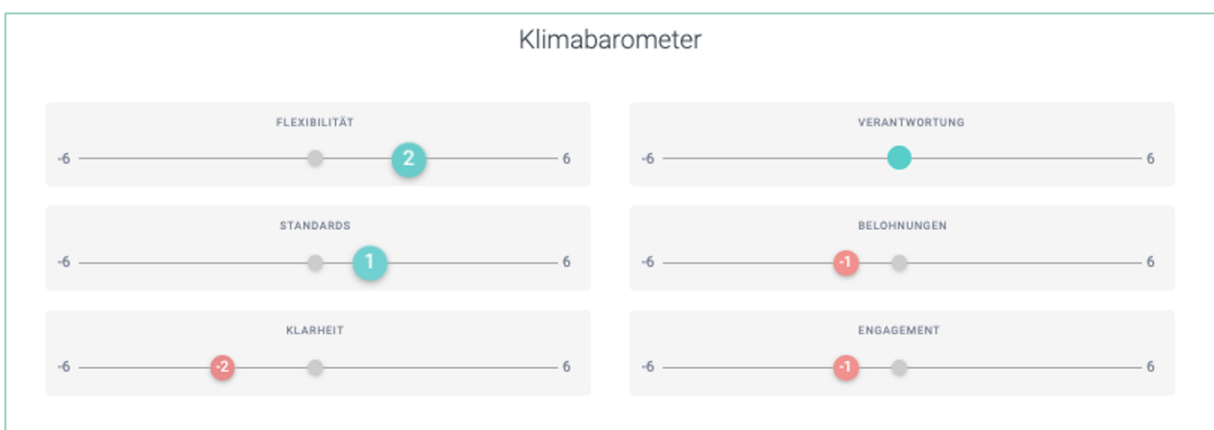 Klimabarometer
FLEXIBILITÄT
-6 2 6
VERANTWORTUNG
-6 6
STANDARDS
-6 1 6
BELOHNUNGEN
-6 -1 6
KLARHEIT
-6 -2 6
ENGAGEMENT
-6 -1 6